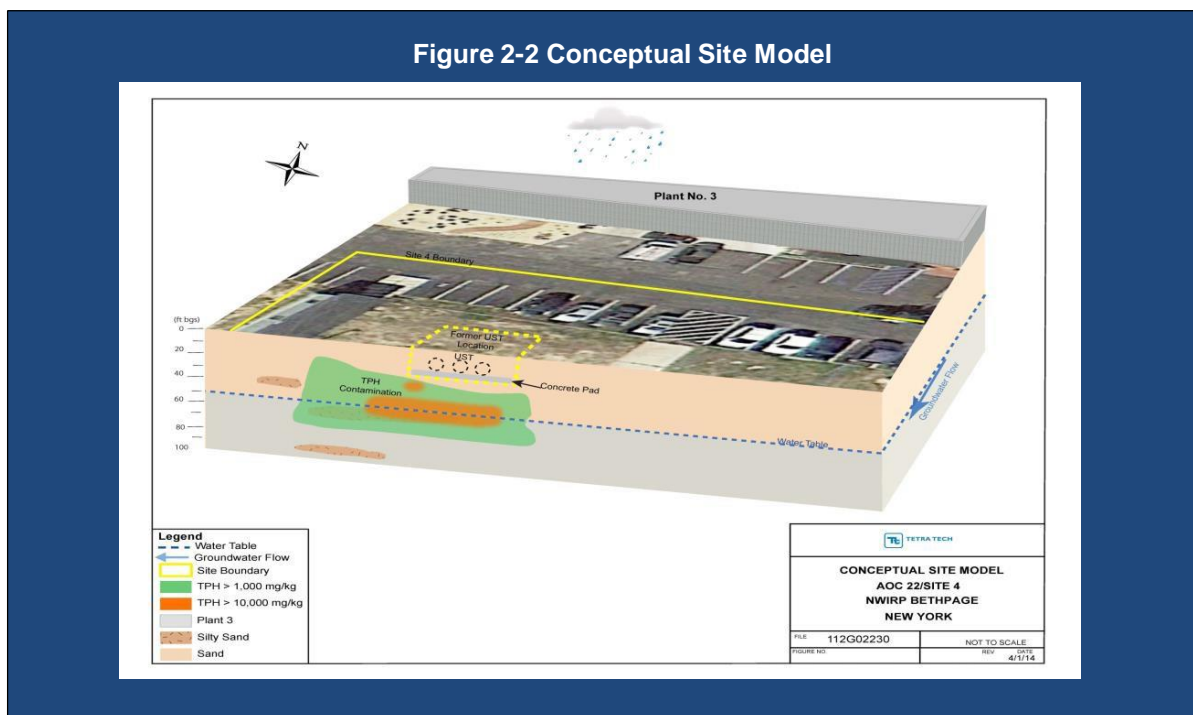 Figure 2-2 Conceptual Site Model
N
Plant No. 3
Site 4 Boundary
(ft bgs)
0
20
40
60
80
100
Former UST
Location
UST
TPH
Contamination
Concrete Pad
Water Table
Groundwater Flow
Legend
Water Table
Groundwater Flow
Site Boundary
TPH > 1,000 mg/kg
TPH > 10,000 mg/kg
Plant 3
Silty Sand
Sand
Tt TETRA TECH
CONCEPTUAL SITE MODEL
AOC 22/SITE 4
NWIRP BETHPAGE
NEW YORK
FILE 112G02230 NOT TO SCALE
FIGURE NO. REV DATE
4/1/14